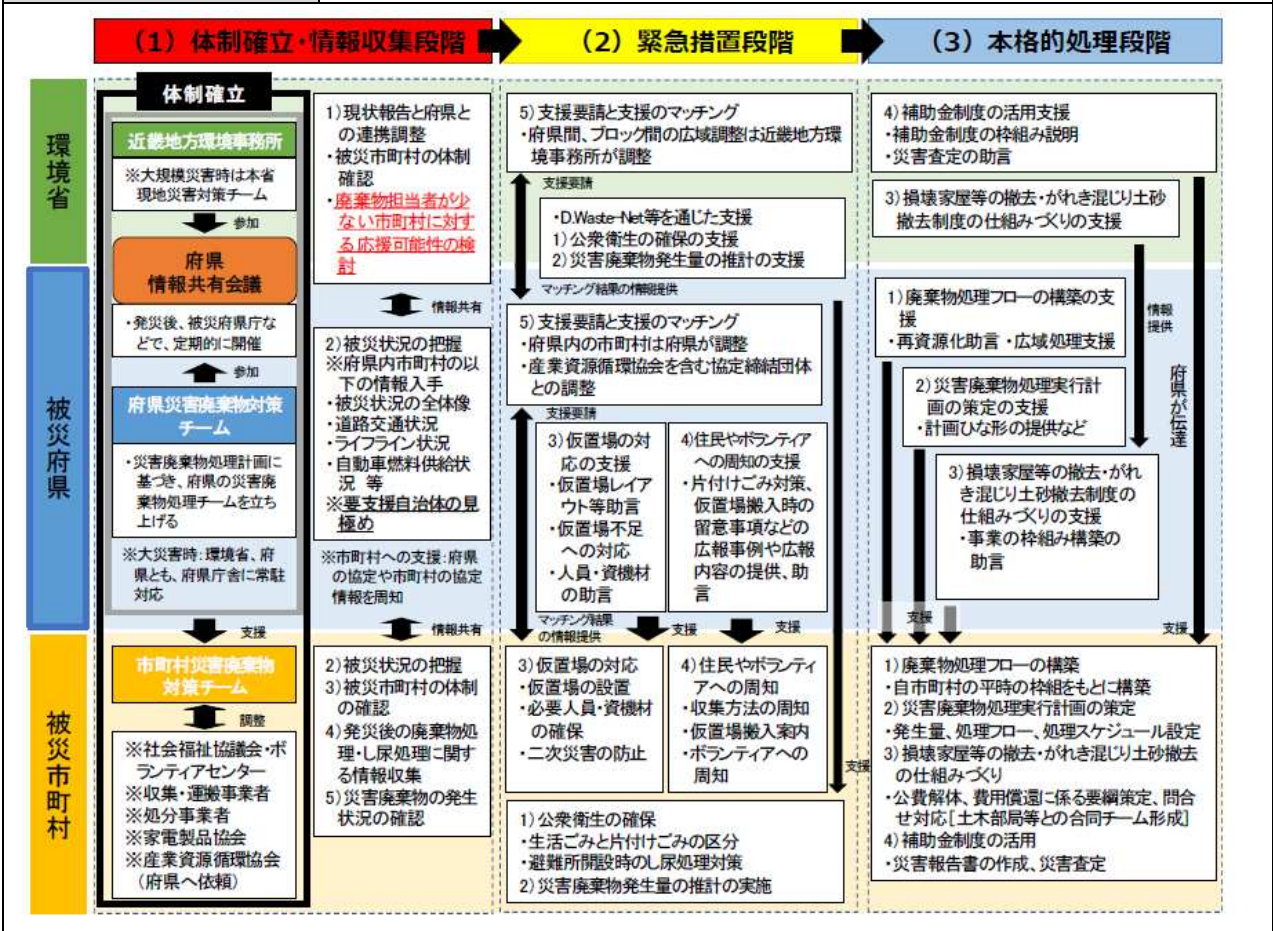 (1) 体制確立・情報収集段階
(2) 緊急措置段階
(3) 本格的処理段階
環境省
被災府県
被災市町村
体制確立
近畿地方環境事務所
※大規模災害時は本省
現地災害対策チーム
参加
府県
情報共有会議
・発災後、被災府県庁な
どで、定期的に開催
参加
府県災害廃棄物対策
チーム
・災害廃棄物処理計画に
基づき、府県の災害廃
棄物処理チームを立ち
上げる
※大災害時:環境省、府
県とも、府県庁舎に常駐
対応
支援
市町村災害廃棄物
対策チーム
調整
※社会福祉協議会・ボ
ランティアセンター
※収集・運搬事業者
※処分事業者
※家電製品協会
※産業資源循環協会
(府県へ依頼)
1)現状報告と府県と
の連携調整
・被災市町村の体制
確認
・廃棄物担当者が少
ない市町村に対す
る応援可能性の検
討
情報共有
2)被災状況の把握
※府県内市町村の以
下の情報入手
・被災状況の全体像
・道路交通状況
・ライフライン状況
・自動車燃料供給状
況 等
※要支援自治体の見
極め
※市町村への支援:府県
の協定や市町村の協定
情報を周知
情報共有
2)被災状況の把握
3)被災市町村の体制
の確認
4)発災後の廃棄物処
理・し尿処理に関す
る情報収集
5)災害廃棄物の発生
状況の確認
5)支援要請と支援のマッチング
・府県間、ブロック間の広域調整は近畿地方環
境事務所が調整
支援要請
・D.Waste-Net等を通じた支援
1)公衆衛生の確保の支援
2)災害廃棄物発生量の推計の支援
マッチング結果の情報提供
5)支援要請と支援のマッチング
・府県内の市町村は府県が調整
・産業資源循環協会を含む協定締結団体
との調整
支援要請
3)仮置場の対
応の支援
・仮置場レイア
ウト等助言
・仮置場不足
への対応
・人員・資機材
の助言
4)住民やボランティア
への周知の支援
・片付けごみ対策、
仮置場搬入時の
留意事項などの
広報事例や広報
内容の提供、助
言
マッチング結果
の情報提供
支援
支援
3)仮置場の対応
・仮置場の設置
・必要人員・資機材
の確保
・二次災害の防止
4)住民やボランティ
アへの周知
・収集方法の周知
・仮置場搬入案内
・ボランティアへの
周知
支援
1)公衆衛生の確保
・生活ごみと片付けごみの区分
・避難所開設時のし尿処理対策
2)災害廃棄物発生量の推計の実施
4)補助金制度の活用支援
・補助金制度の枠組み説明
・災害査定の助言
3)損壊家屋等の撤去・がれき混じり土砂
撤去制度の仕組みづくりの支援
1)廃棄物処理フローの構築の支
援
・再資源化助言・広域処理支援
情報
提供
2)災害廃棄物処理実行計
画の策定の支援
・計画ひな形の提供など
府県が伝達
3)損壊家屋等の撤去・がれ
き混じり土砂撤去制度の
仕組みづくりの支援
・事業の枠組み構築の
助言
支援
支援
1)廃棄物処理フローの構築
・自市町村の平時の枠組をもとに構築
2)災害廃棄物処理実行計画の策定
・発生量、処理フロー、処理スケジュール設定
3)損壊家屋等の撤去・がれき混じり土砂撤去
の仕組みづくり
・公費解体、費用償還に係る要綱策定、問合
せ対応[土木部局等との合同チーム形成]
4)補助金制度の活用
・災害報告書の作成、災害査定